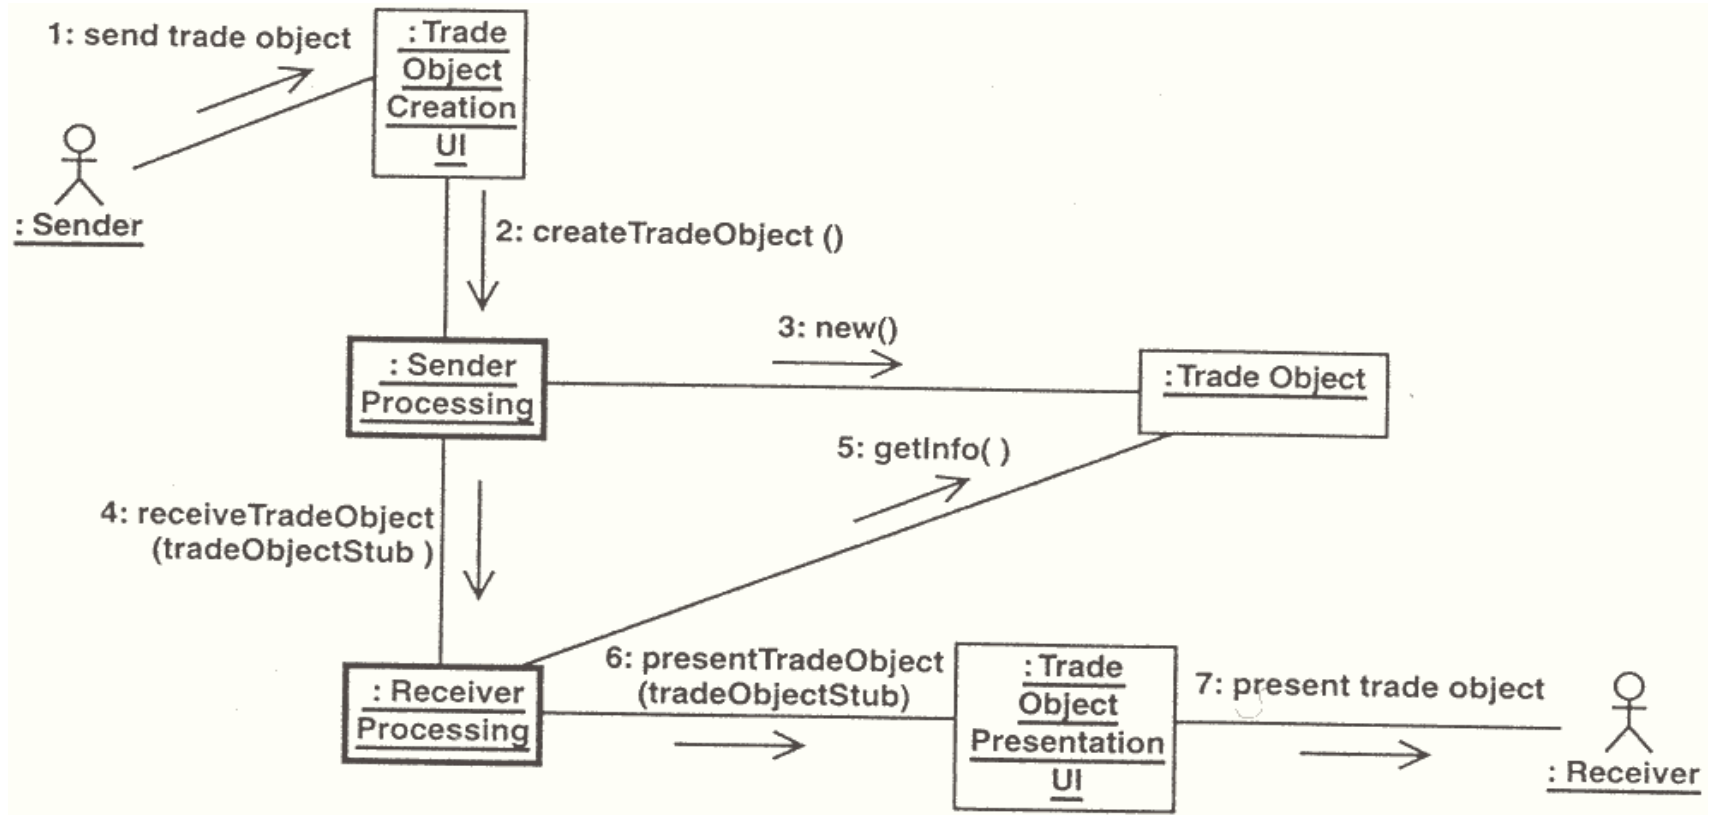 1: send trade object
: Trade
Object
Creation
UI
: Sender
2: createTradeObject ()
: Sender
Processing
3: new()
: Trade Object
5: getInfo( )
4: receiveTradeObject
(tradeObjectStub )
: Receiver
Processing
6: presentTradeObject
(tradeObjectStub)
: Trade
Object
Presentation
UI
7: present trade object
: Receiver